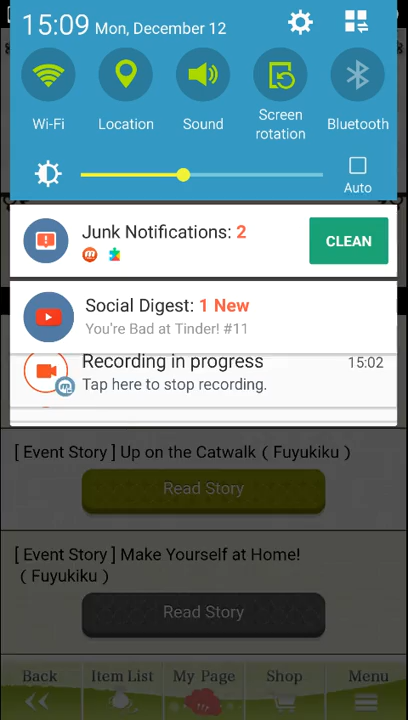 15:09 Mon, December 12
Wi-Fi
Location
Sound
Screen
rotation
Bluetooth
Auto
Junk Notifications: 2
CLEAN
Social Digest: 1 New
You're Bad at Tinder! #11
Recording in progress
15:02
Tap here to stop recording.
[ Event Story ] Up on the Catwalk ( Fuyukiku )
Read Story
[ Event Story ] Make Yourself at Home!
( Fuyukiku )
Read Story
Back
Item List
My Page
Shop
Menu